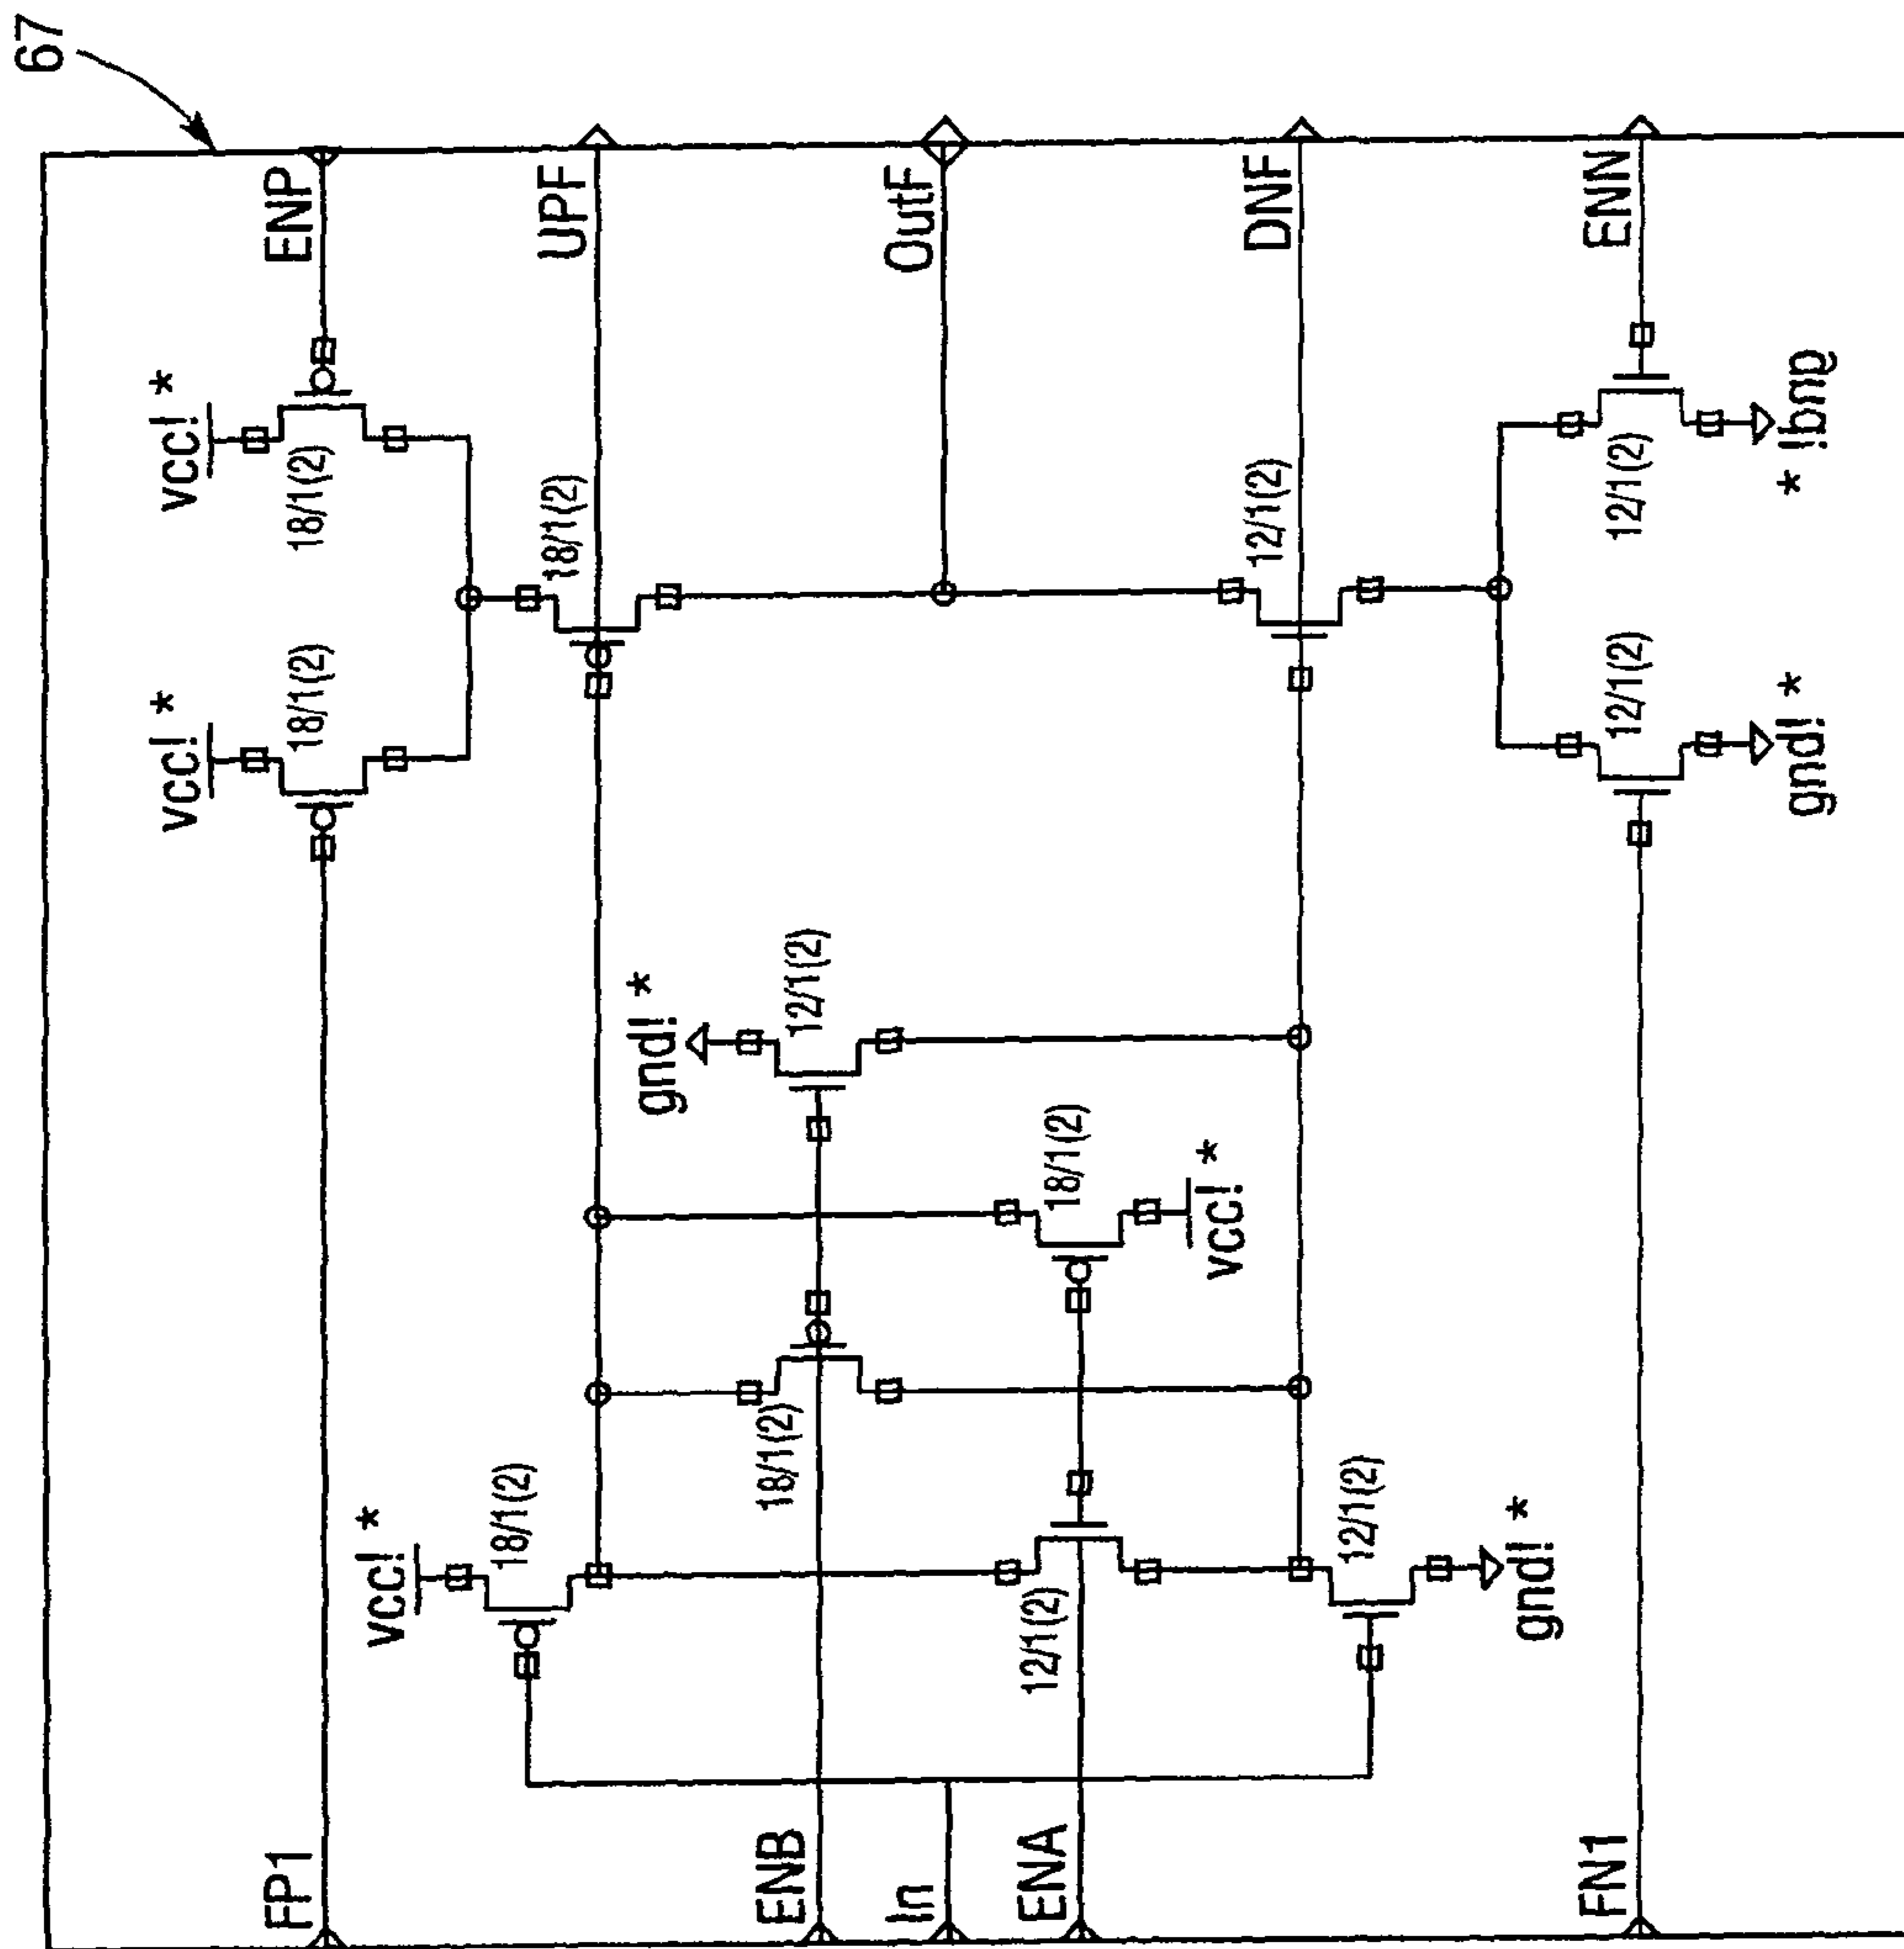 67
vcc! *
vcc! *
FP1
18/1(2)
18/1(2)
ENP
vcc! *
18/1(2)
18/1(2)
UPF
gnd! *
ENB
18/1(2)
12/1(2)
In
OutF
ENA
12/1(2)
18/1(2)
vcc! *
12/1(2)
DNF
12/1(2)
gnd! *
FN1
12/1(2)
12/1(2)
ENN
gnd! *
gnd! *